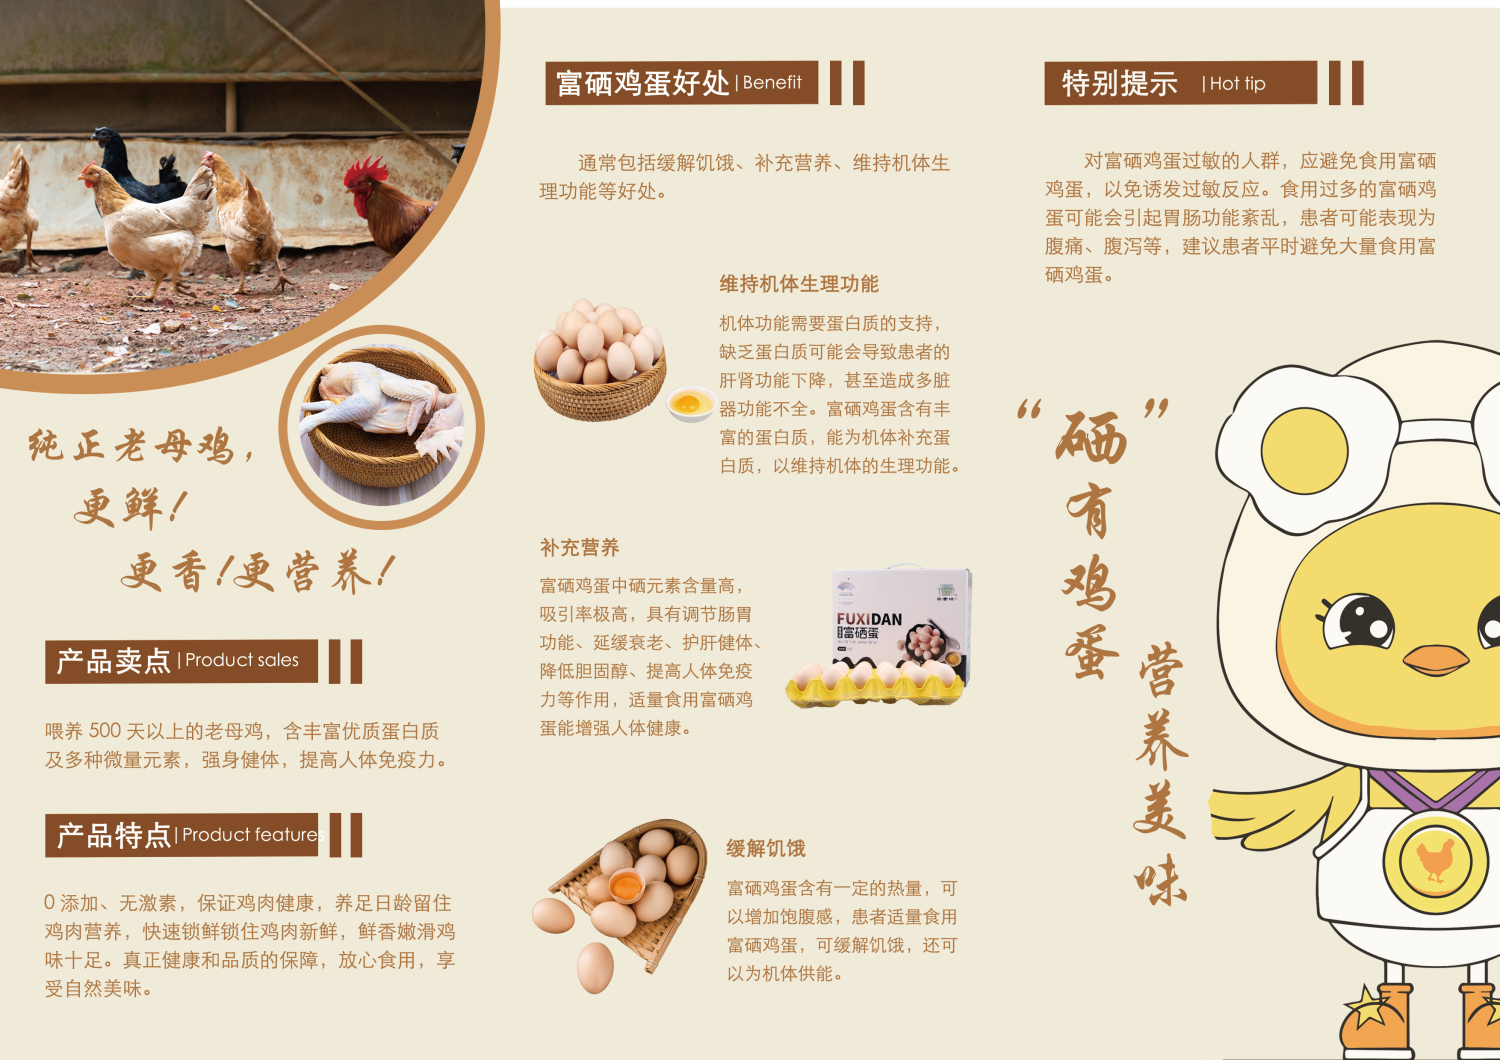 纯正老母鸡，
更鲜！
更香！更营养！
产品卖点 | Product sales
喂养 500 天以上的老母鸡，含丰富优质蛋白质
及多种微量元素，强身健体，提高人体免疫力。
产品特点 | Product features
0 添加、无激素，保证鸡肉健康，养足日龄留住
鸡肉营养，快速锁鲜锁住鸡肉新鲜，鲜香嫩滑鸡
味十足。真正健康和品质的保障，放心食用，享
受自然美味。
富硒鸡蛋好处 | Benefit
通常包括缓解饥饿、补充营养、维持机体生
理功能等好处。
维持机体生理功能
机体功能需要蛋白质的支持，
缺乏蛋白质可能会导致患者的
肝肾功能下降，甚至造成多脏
器功能不全。富硒鸡蛋含有丰
富的蛋白质，能为机体补充蛋
白质，以维持机体的生理功能。
补充营养
富硒鸡蛋中硒元素含量高，
吸引率极高，具有调节肠胃
功能、延缓衰老、护肝健体、
降低胆固醇、提高人体免疫
力等作用，适量食用富硒鸡
蛋能增强人体健康。
FUXIDAN
富硒蛋
缓解饥饿
富硒鸡蛋含有一定的热量，可
以增加饱腹感，患者适量食用
富硒鸡蛋，可缓解饥饿，还可
以为机体供能。
特别提示 | Hot tip
对富硒鸡蛋过敏的人群，应避免食用富硒
鸡蛋，以免诱发过敏反应。食用过多的富硒鸡
蛋可能会引起胃肠功能紊乱，患者可能表现为
腹痛、腹泻等，建议患者平时避免大量食用富
硒鸡蛋。
“硒”有鸡蛋
营养美味